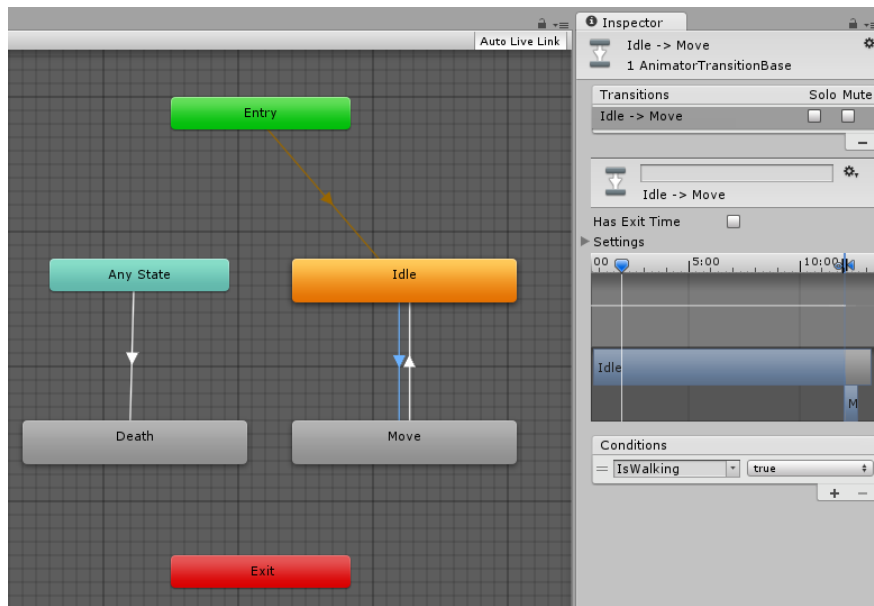 Auto Live Link
Entry
Any State
Idle
Death
Move
Exit
Inspector
Idle -> Move
1 AnimatorTransitionBase
Transitions Solo Mute
Idle -> Move
Idle -> Move
Has Exit Time
Settings
00 5:00 10:00
Idle
M
Conditions
IsWalking true